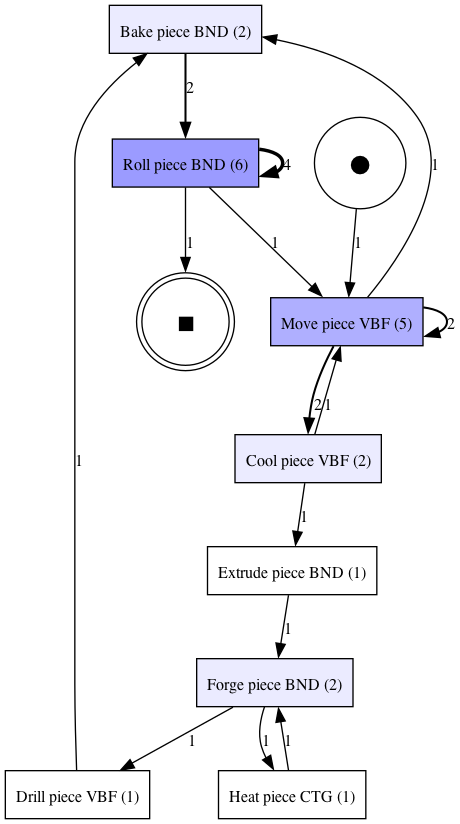 Bake piece BND (2)
2
Roll piece BND (6)
4
1
1
1
1
Move piece VBF (5)
2
2
1
Cool piece VBF (2)
1
Extrude piece BND (1)
1
1
Forge piece BND (2)
1
1
1
Drill piece VBF (1)
Heat piece CTG (1)